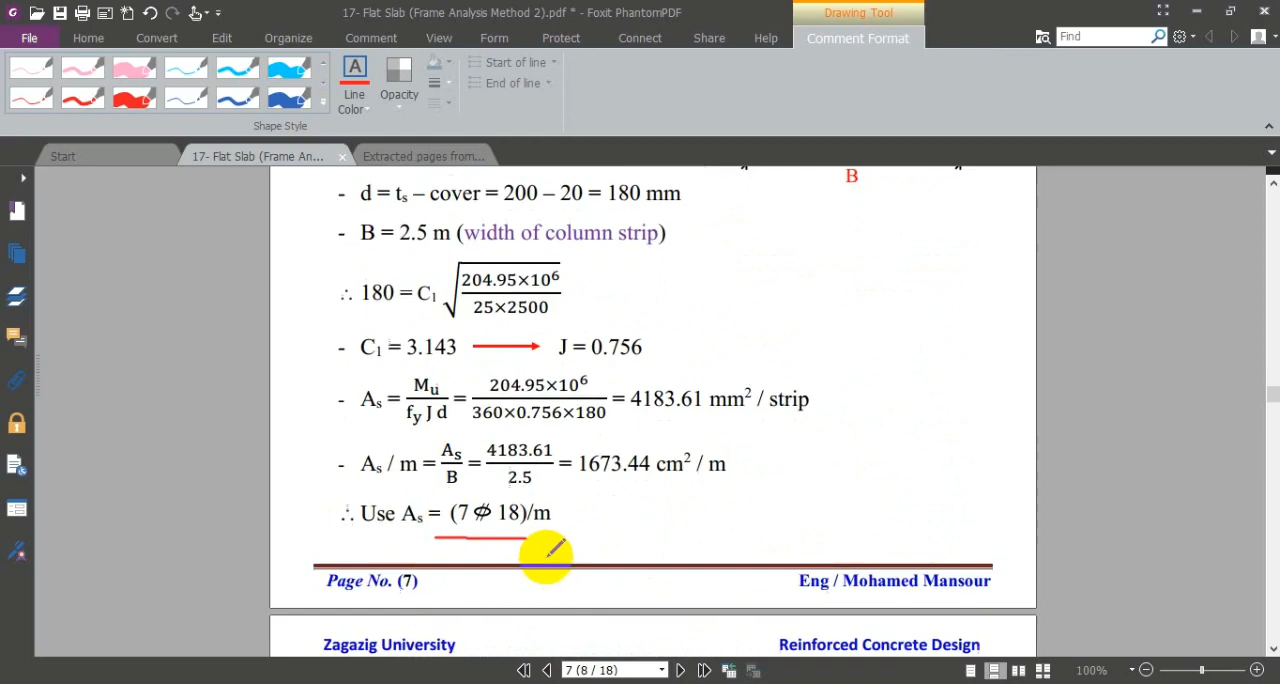 17- Flat Slab (Frame Analysis Method 2).pdf * - Foxit PhantomPDF
Drawing Tool
File Home Convert Edit Organize Comment View Form Protect Connect Share Help Comment Format
Find
A
Line Color
Opacity
Start of line
End of line
Shape Style
Start
17- Flat Slab (Frame An...
Extracted pages from...
B
- d = ts – cover = 200 – 20 = 180 mm
- B = 2.5 m (width of column strip)
∴ 180 = C₁ √(204.95×10⁶ / 25×2500)
- C₁ = 3.143 → J = 0.756
- As = Mu / fy J d = 204.95×10⁶ / 360×0.756×180 = 4183.61 mm² / strip
- As / m = As / B = 4183.61 / 2.5 = 1673.44 cm² / m
∴ Use As = (7 ϕ 18)/m
Page No. (7) Eng / Mohamed Mansour
Zagazig University Reinforced Concrete Design
7 (8 / 18)
100%